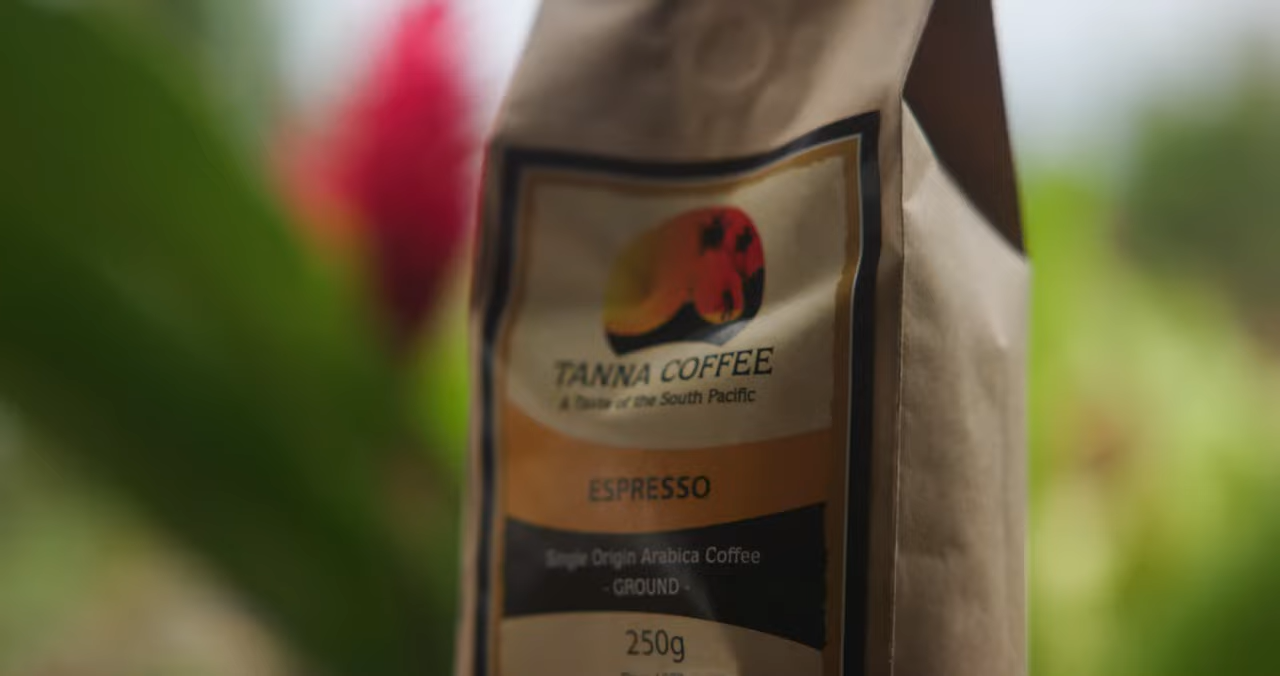 TANNA COFFEE
A Taste of the South Pacific
ESPRESSO
Single Origin Arabica Coffee
- GROUND -
250g